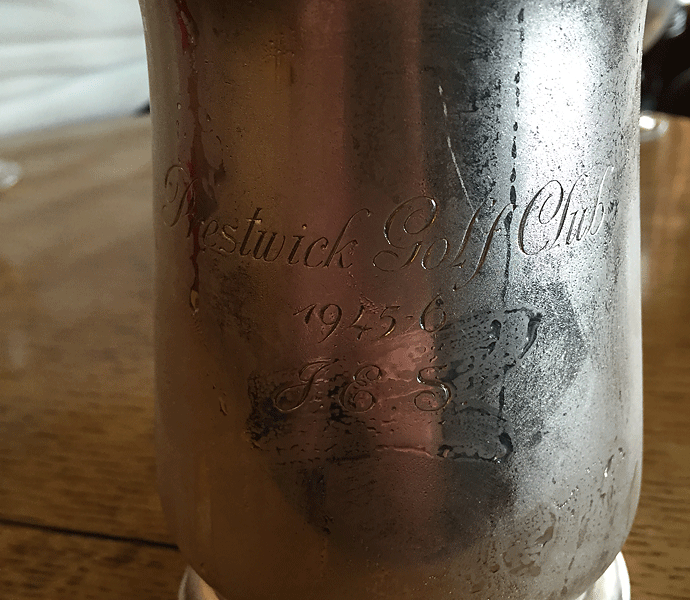 Prestwick Golf Club
1945-6
J. E. S.